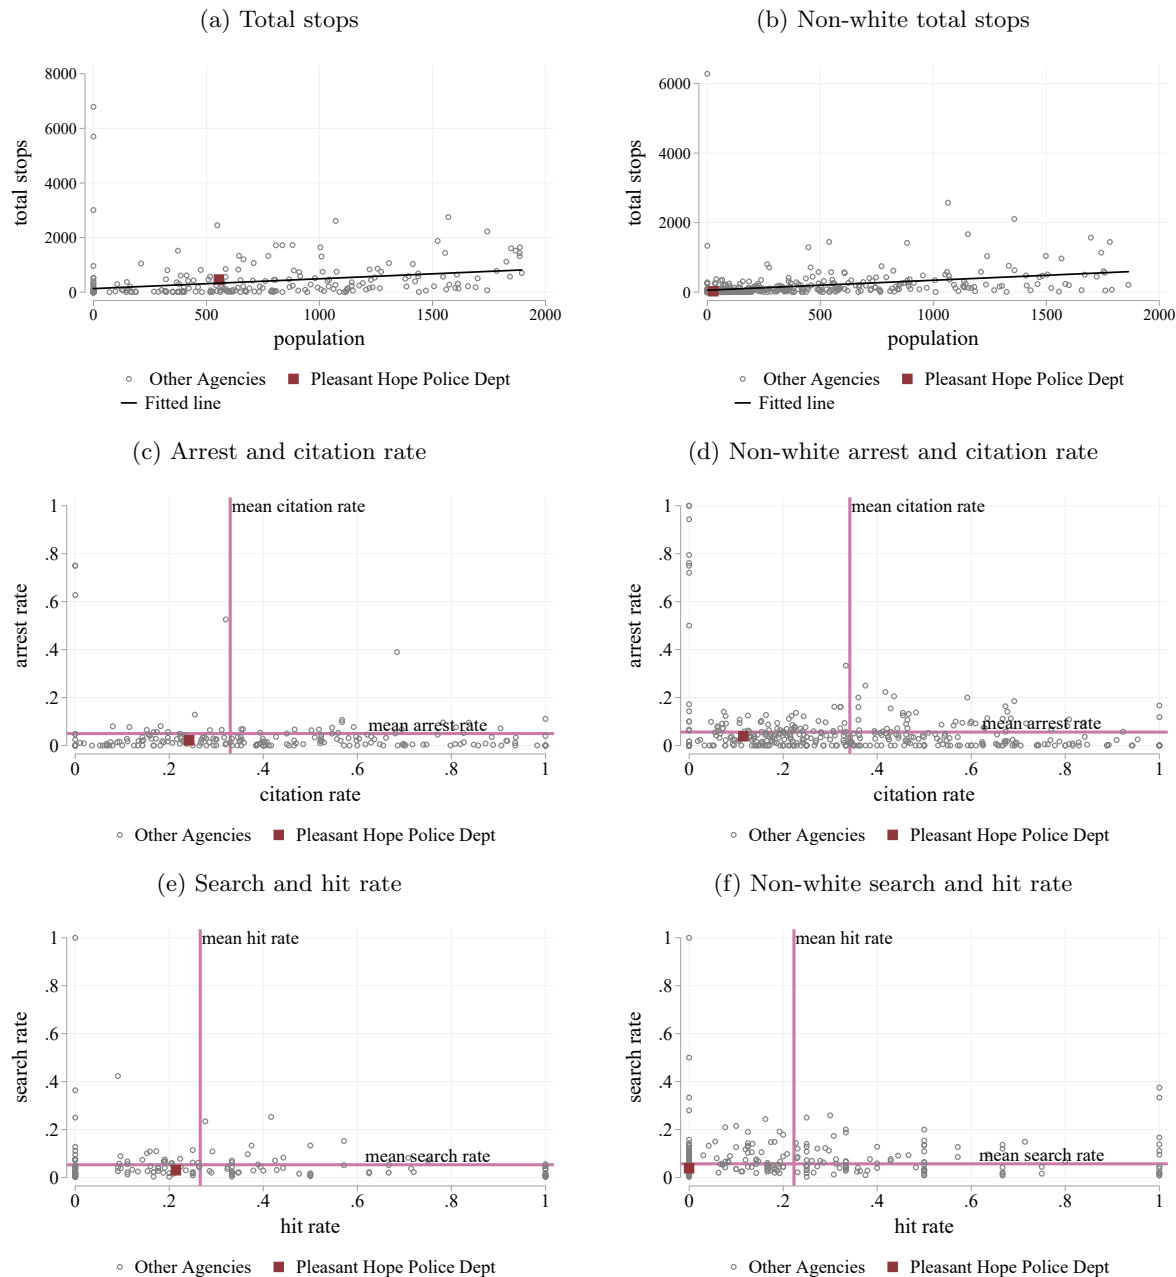 (a) Total stops
8000
6000
4000
2000
0
total stops
0 500 1000 1500 2000
population
Other Agencies Pleasant Hope Police Dept
Fitted line
(b) Non-white total stops
6000
4000
2000
0
total stops
0 500 1000 1500 2000
population
Other Agencies Pleasant Hope Police Dept
Fitted line
(c) Arrest and citation rate
1
.8
.6
.4
.2
0
arrest rate
mean citation rate
mean arrest rate
0 .2 .4 .6 .8 1
citation rate
Other Agencies Pleasant Hope Police Dept
(d) Non-white arrest and citation rate
1
.8
.6
.4
.2
0
arrest rate
mean citation rate
mean arrest rate
0 .2 .4 .6 .8 1
citation rate
Other Agencies Pleasant Hope Police Dept
(e) Search and hit rate
1
.8
.6
.4
.2
0
search rate
mean hit rate
mean search rate
0 .2 .4 .6 .8 1
hit rate
Other Agencies Pleasant Hope Police Dept
(f) Non-white search and hit rate
1
.8
.6
.4
.2
0
search rate
mean hit rate
mean search rate
0 .2 .4 .6 .8 1
hit rate
Other Agencies Pleasant Hope Police Dept